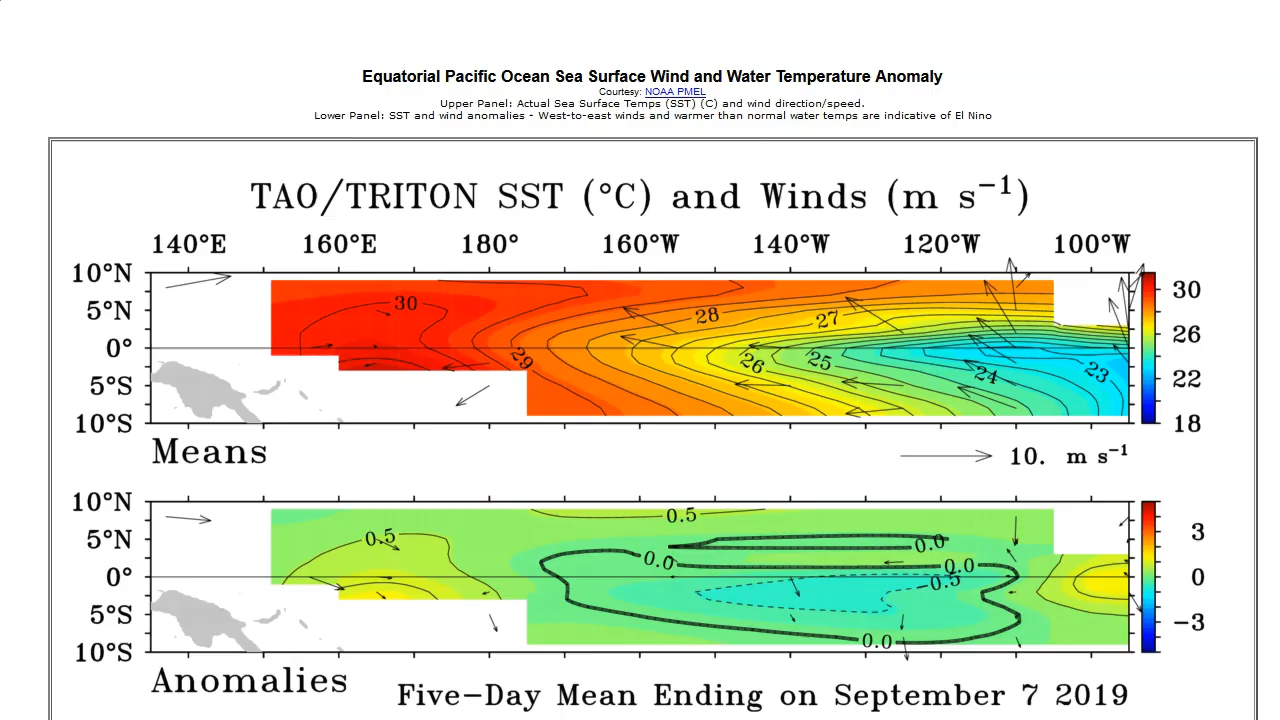 Equatorial Pacific Ocean Sea Surface Wind and Water Temperature Anomaly
Courtesy: NOAA PMEL
Upper Panel: Actual Sea Surface Temps (SST) (C) and wind direction/speed.
Lower Panel: SST and wind anomalies - West-to-east winds and warmer than normal water temps are indicative of El Nino
TAO/TRITON SST (°C) and Winds (m s⁻¹)
140°E 160°E 180° 160°W 140°W 120°W 100°W
10°N
5°N
0°
5°S
10°S
30
29
28
27
26
25
24
23
30
26
22
18
Means
10. m s⁻¹
10°N
5°N
0°
5°S
10°S
0.5
0.5
0.0
0.0
0.0
−0.5
0.0
3
0
−3
Anomalies
Five−Day Mean Ending on September 7 2019